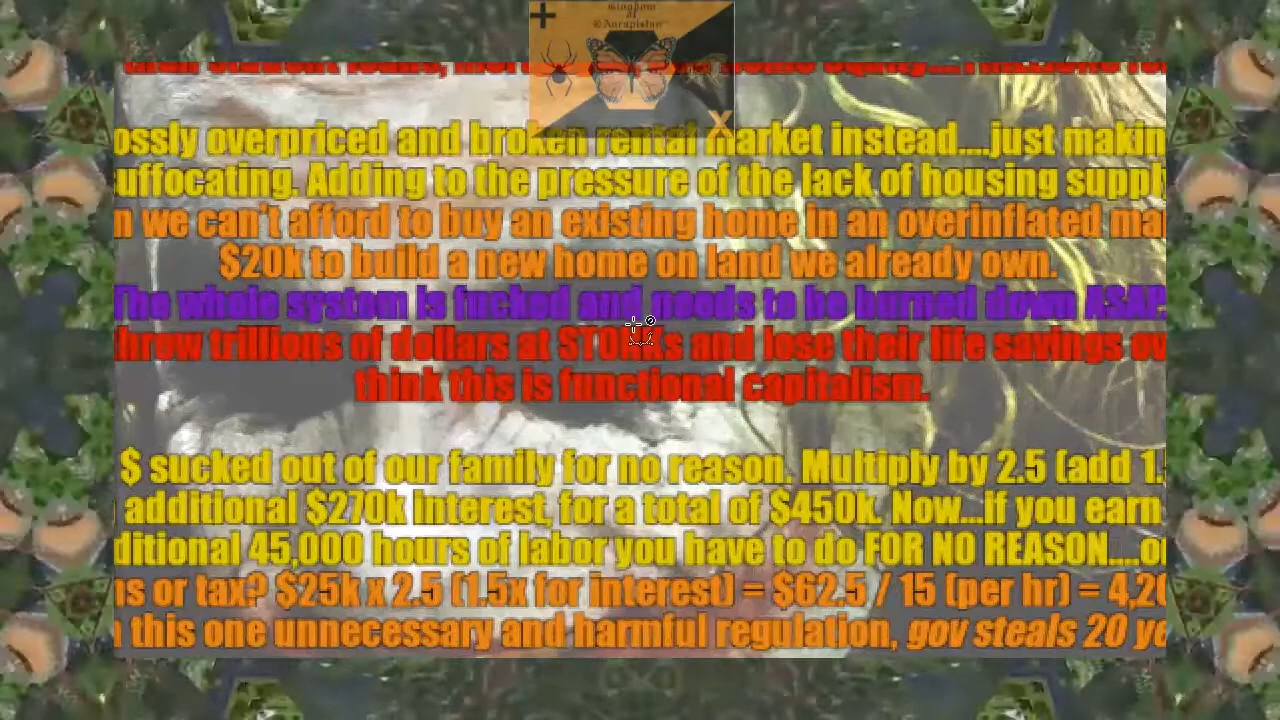 Kingdom
of
©Aurapistan™
ossly overpriced and broken rental market instead....just makin
uffocating. Adding to the pressure of the lack of housing suppl
n we can't afford to buy an existing home in an overinflated ma
$20k to build a new home on land we already own.
The whole system is fucked and needs to be burned down ASAP.
throw trillions of dollars at STONKs and lose their life savings ov
think this is functional capitalism.
$ sucked out of our family for no reason. Multiply by 2.5 (add 1.
additional $270k interest, for a total of $450k. Now...if you earn
ditional 45,000 hours of labor you have to do FOR NO REASON....or
ns or tax? $25k x 2.5 (1.5x for interest) = $62.5 / 15 (per hr) = 4,20
this one unnecessary and harmful regulation, gov steals 20 ye